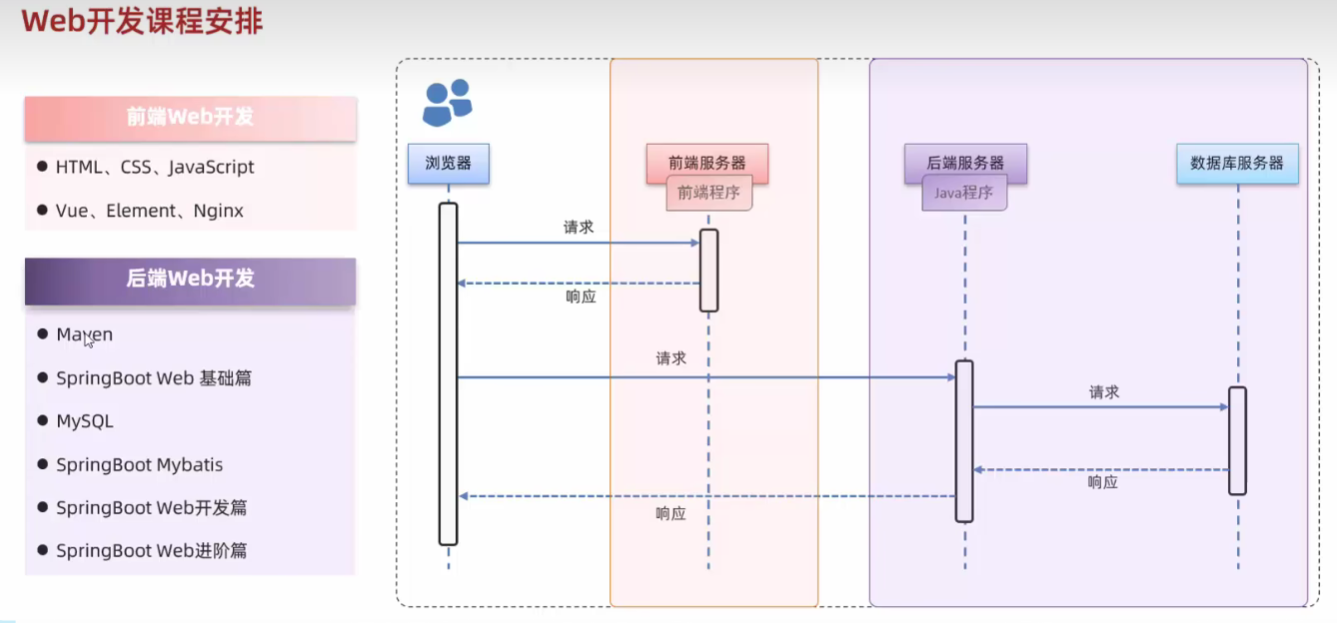 Web开发课程安排
前端Web开发
HTML、CSS、JavaScript
Vue、Element、Nginx
后端Web开发
Maven
SpringBoot Web 基础篇
MySQL
SpringBoot Mybatis
SpringBoot Web开发篇
SpringBoot Web进阶篇
浏览器
前端服务器
前端程序
后端服务器
Java程序
数据库服务器
请求
响应
请求
请求
响应
响应